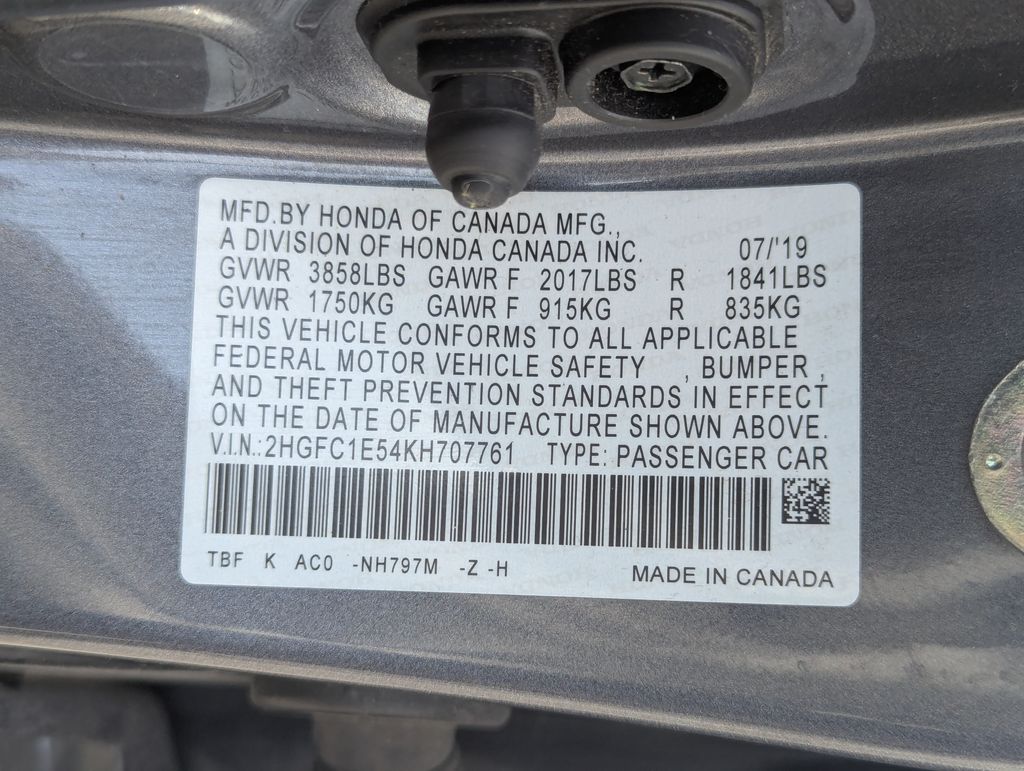 MFD.BY HONDA OF CANADA MFG.,
A DIVISION OF HONDA CANADA INC. 07/'19
GVWR 3858LBS GAWR F 2017LBS R 1841LBS
GVWR 1750KG GAWR F 915KG R 835KG
THIS VEHICLE CONFORMS TO ALL APPLICABLE
FEDERAL MOTOR VEHICLE SAFETY , BUMPER ,
AND THEFT PREVENTION STANDARDS IN EFFECT
ON THE DATE OF MANUFACTURE SHOWN ABOVE.
V.I.N.:2HGFC1E54KH707761 TYPE: PASSENGER CAR
TBF K AC0 -NH797M -Z -H MADE IN CANADA